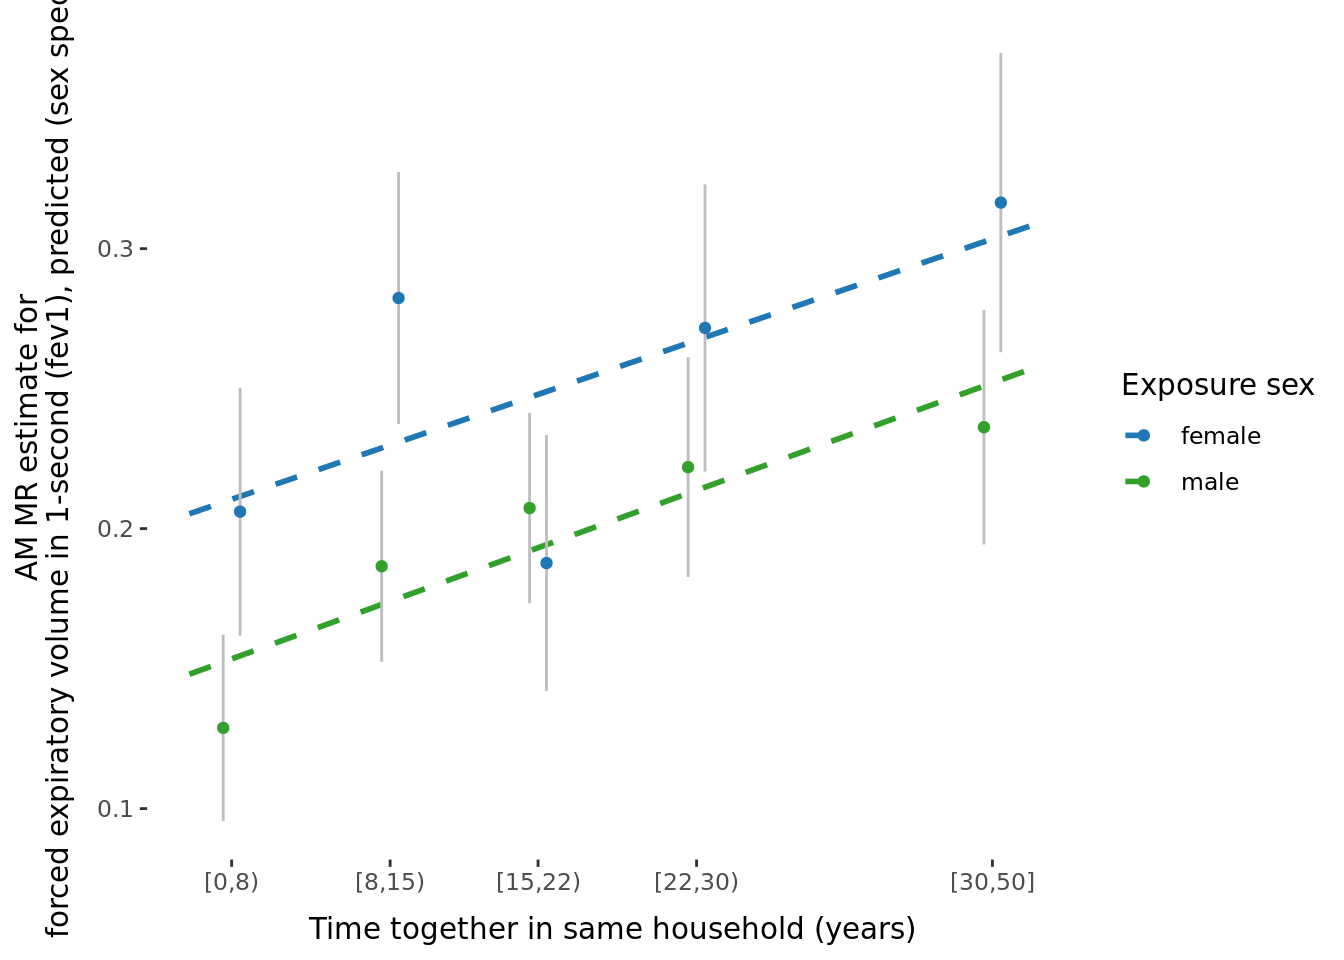 AM MR estimate for
forced expiratory volume in 1-second (fev1), predicted (sex
0.3
0.2
0.1
[0,8)
[8,15)
[15,22)
[22,30)
[30,50]
Time together in same household (years)
Exposure sex
female
male